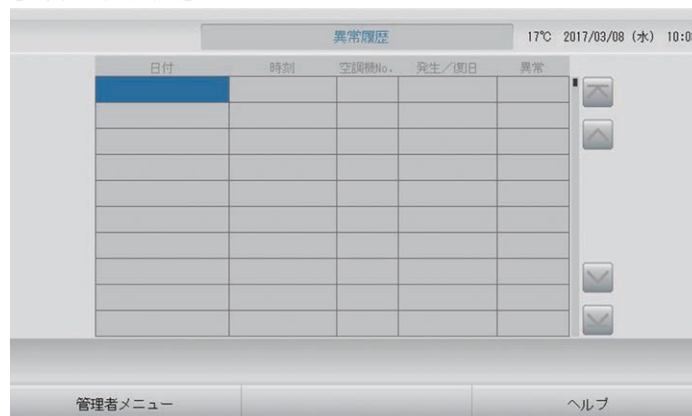 異常履歴 17℃ 2017/03/08 (水) 10:0
日付 時刻 空調機No. 発生/復旧 異常
管理者メニュー ヘルプ